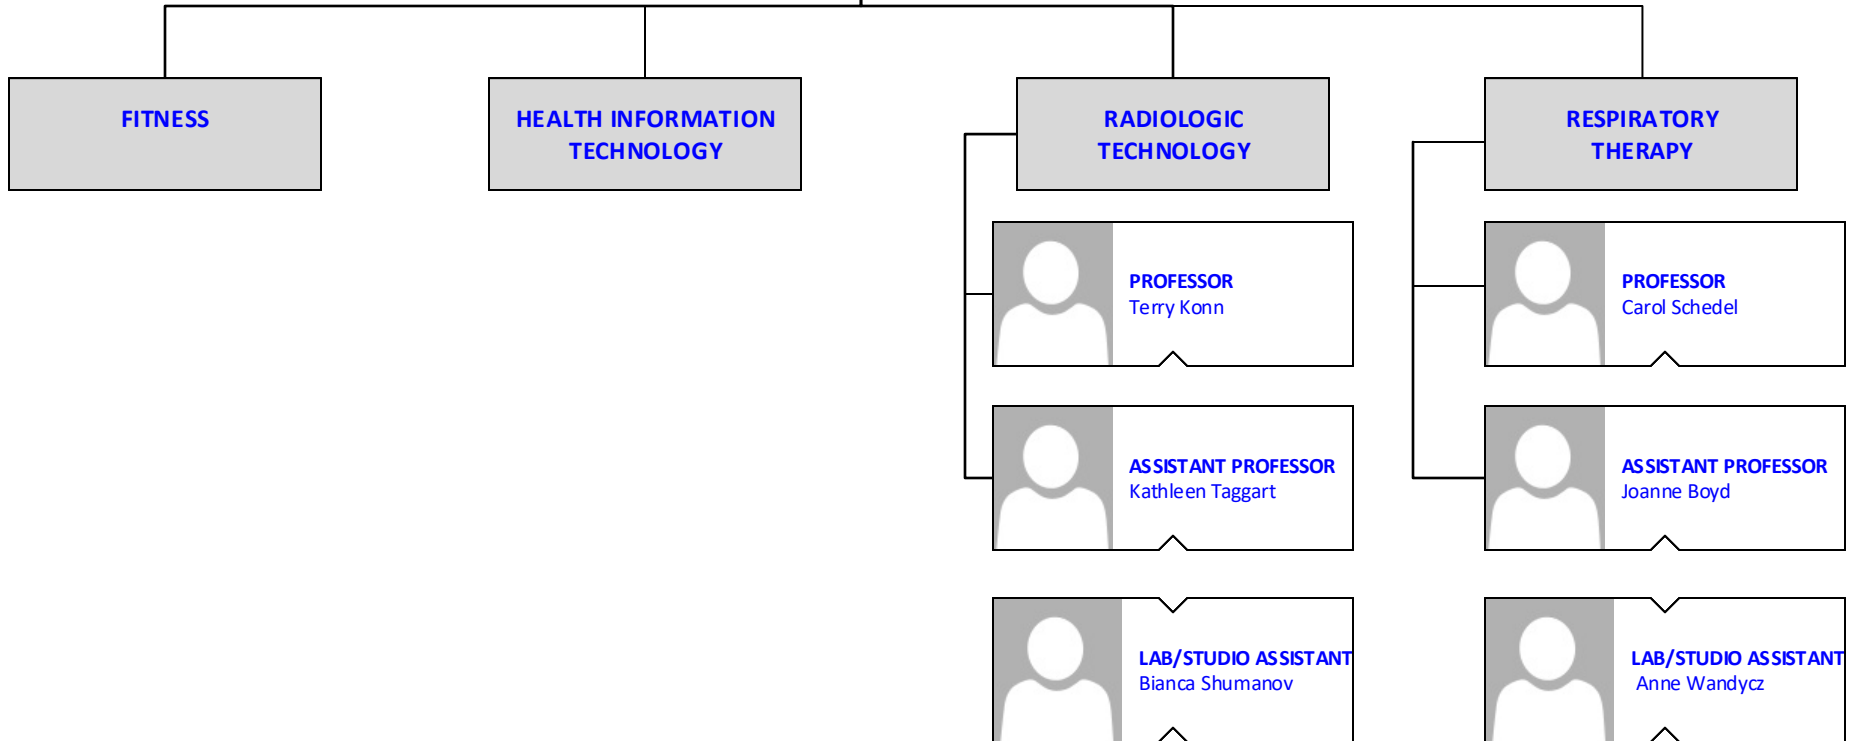 FITNESS
HEALTH INFORMATION
TECHNOLOGY
RADIOLOGIC
TECHNOLOGY
RESPIRATORY
THERAPY
PROFESSOR
Terry Konn
PROFESSOR
Carol Schedel
ASSISTANT PROFESSOR
Kathleen Taggart
ASSISTANT PROFESSOR
Joanne Boyd
LAB/STUDIO ASSISTANT
Bianca Shumanov
LAB/STUDIO ASSISTANT
Anne Wandycz